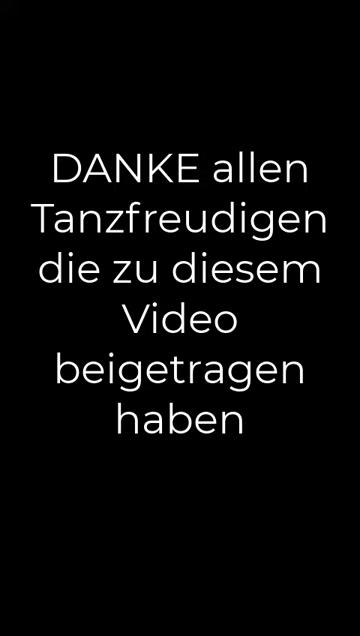 DANKE allen
Tanzfreudigen
die zu diesem
Video
beigetragen
haben